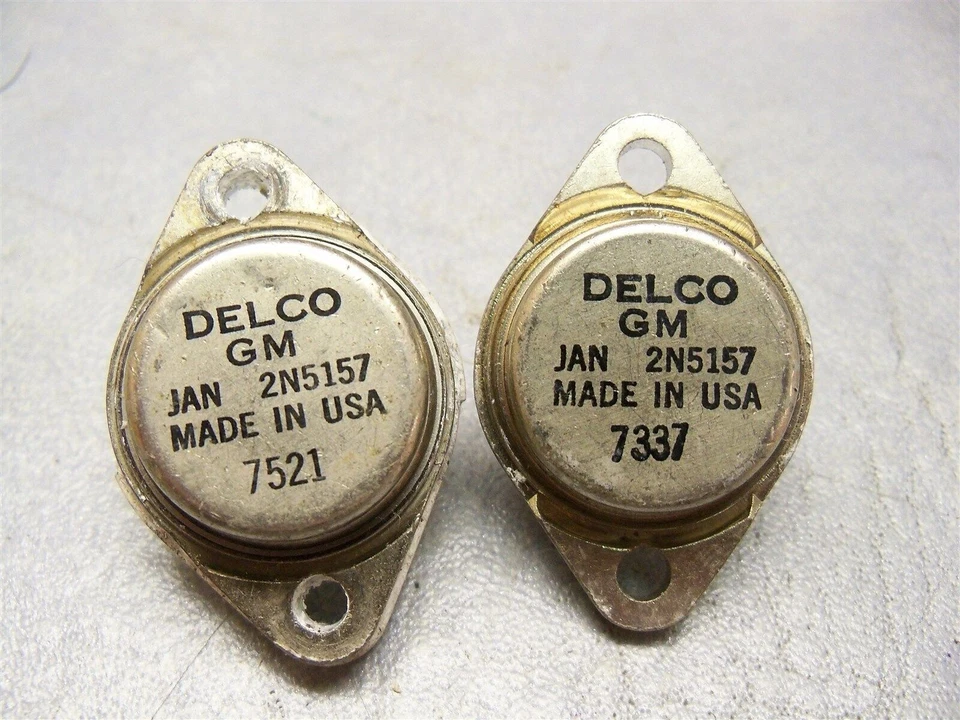 DELCO
GM
JAN 2N5157
MADE IN USA
7521
DELCO
GM
JAN 2N5157
MADE IN USA
7337